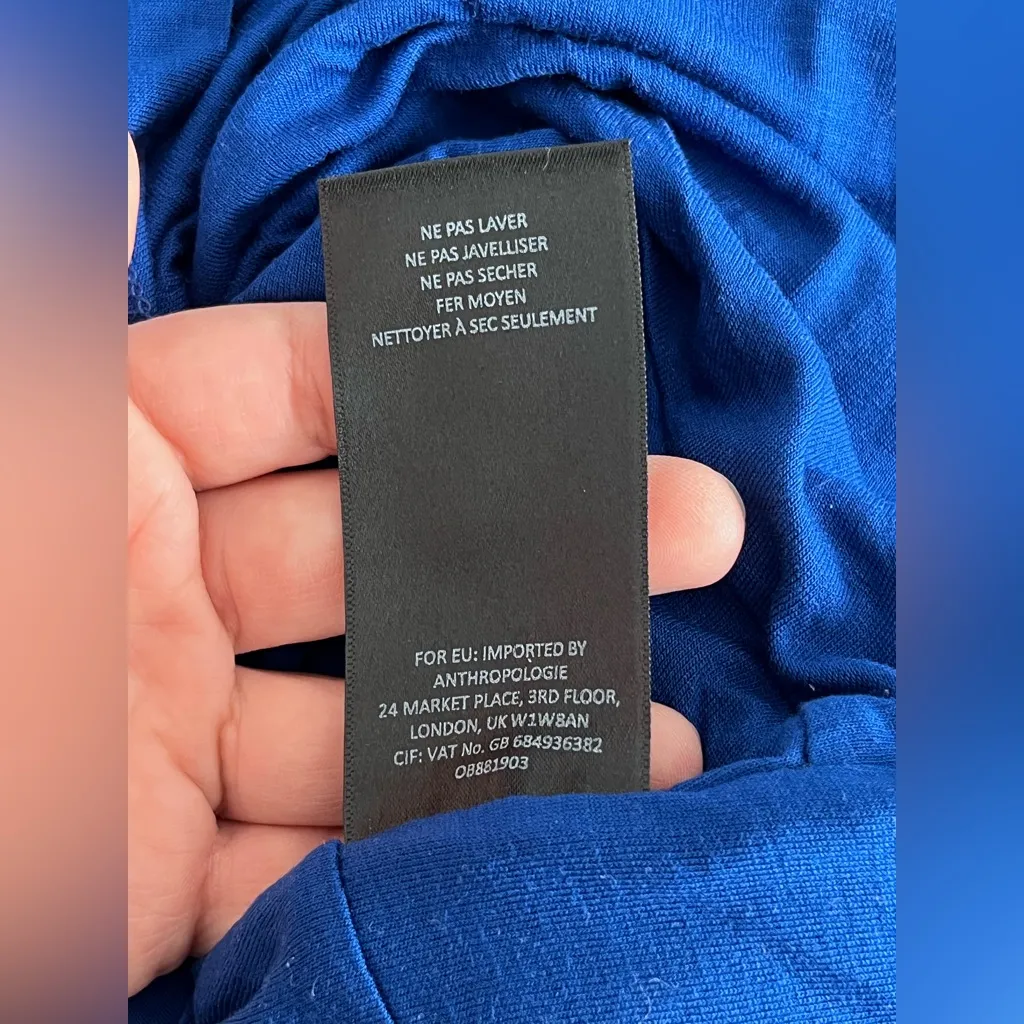 NE PAS LAVER
NE PAS JAVELLISER
NE PAS SECHER
FER MOYEN
NETTOYER À SEC SEULEMENT
FOR EU: IMPORTED BY
ANTHROPOLOGIE
24 MARKET PLACE, 3RD FLOOR,
LONDON, UK W1W8AN
CIF: VAT No. GB 684936382
OB881903